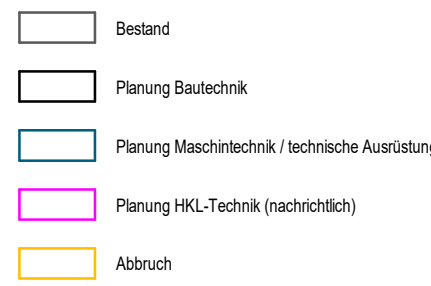 Bestand
Planung Bautechnik
Planung Maschintechnik / technische Ausrüstung
Planung HKL-Technik (nachrichtlich)
Abbruch